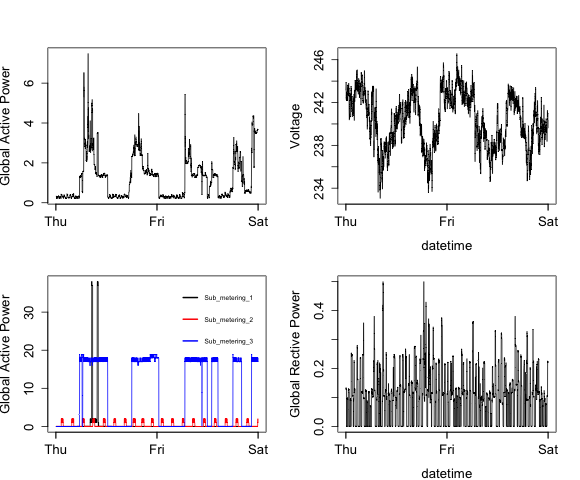 Global Active Power
6
4
2
0
Thu Fri Sat
Voltage
246
242
238
234
Thu Fri Sat
datetime
Global Active Power
30
20
10
0
Sub_metering_1
Sub_metering_2
Sub_metering_3
Thu Fri Sat
Global Rective Power
0.4
0.2
0.0
Thu Fri Sat
datetime